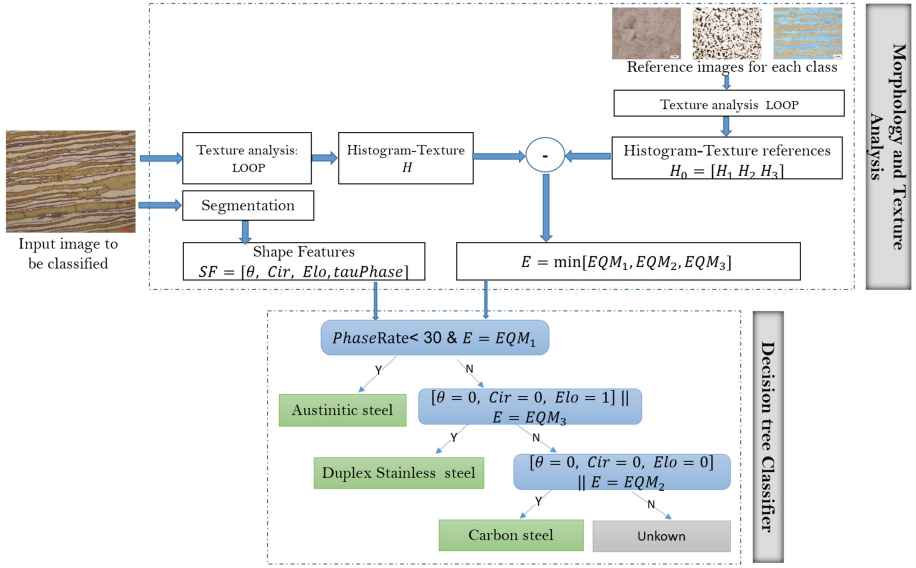 Reference images for each class
Texture analysis LOOP
Texture analysis:
LOOP
Histogram-Texture
H
-
Histogram-Texture references
H₀ = [H₁ H₂ H₃]
Segmentation
Input image to
be classified
Shape Features
SF = [θ, Cir, Elo, tauPhase]
E = min[EQM₁, EQM₂, EQM₃]
Morphology and Texture
Analysis
PhaseRate< 30 & E = EQM₁
Y
N
Austinitic steel
[θ = 0, Cir = 0, Elo = 1] ||
E = EQM₃
Y
N
Duplex Stainless steel
[θ = 0, Cir = 0, Elo = 0]
|| E = EQM₂
Y
N
Carbon steel
Unkown
Decision tree Classifier